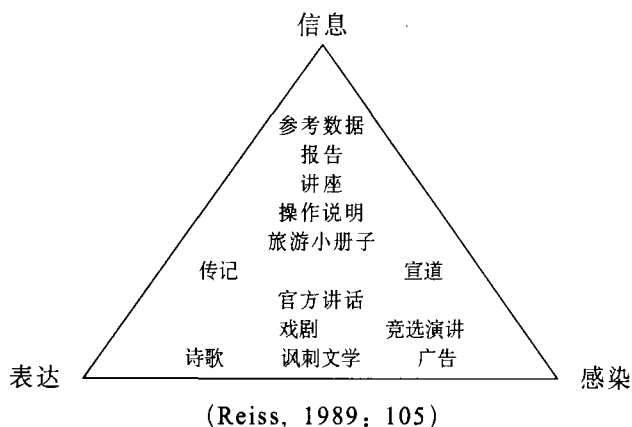 信息
参考数据
报告
讲座
操作说明
旅游小册子
传记 宣道
官方讲话
戏剧 竞选演讲
诗歌 讽刺文学 广告
表达 感染
(Reiss, 1989: 105)